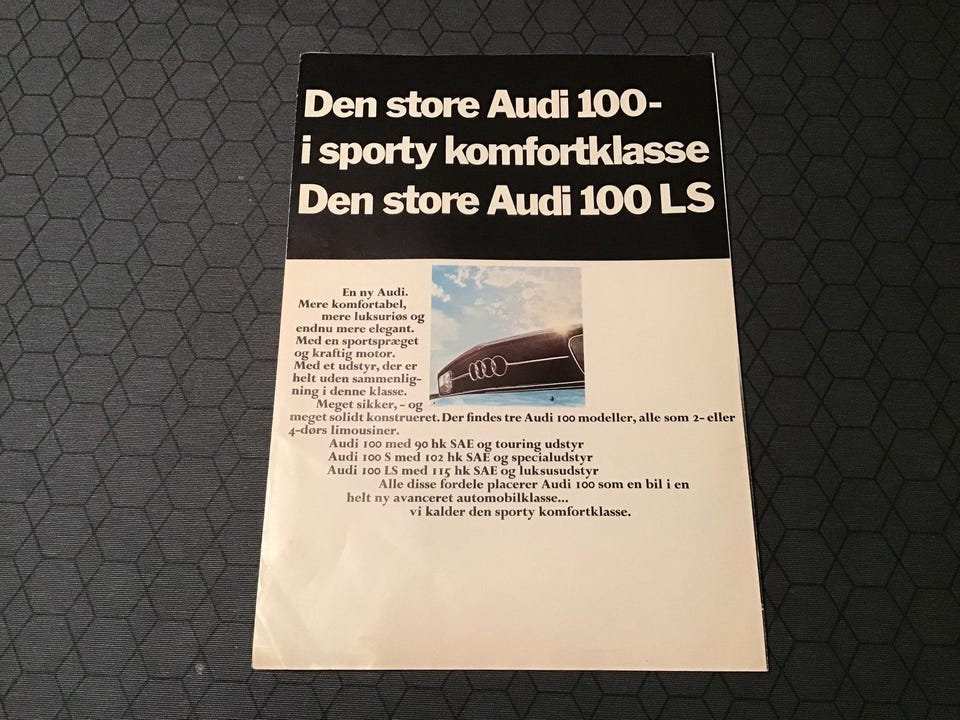 Den store Audi 100-
i sporty komfortklasse
Den store Audi 100 LS
En ny Audi.
Mere komfortabel,
mere luksuriøs og
endnu mere elegant.
Med en sportspræget
og kraftig motor.
Med et udstyr, der er
helt uden sammenlig-
ning i denne klasse.
Meget sikker, - og
meget solidt konstrueret. Der findes tre Audi 100 modeller, alle som 2- eller
4-dørs limousiner.
Audi 100 med 90 hk SAE og touring udstyr
Audi 100 S med 102 hk SAE og specialudstyr
Audi 100 LS med 115 hk SAE og luksusudstyr
Alle disse fordele placerer Audi 100 som en bil i en
helt ny avanceret automobilklasse...
vi kalder den sporty komfortklasse.